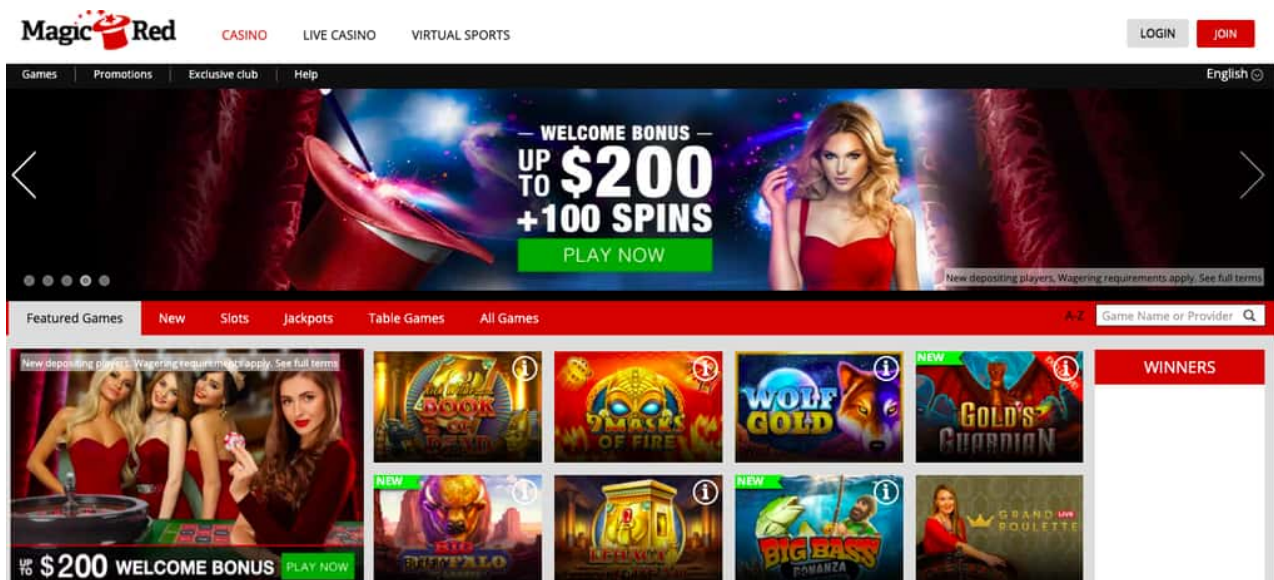 Magic Red
CASINO
LIVE CASINO
VIRTUAL SPORTS
LOGIN
JOIN
Games
Promotions
Exclusive club
Help
English
WELCOME BONUS
UP TO $200
+100 SPINS
PLAY NOW
New depositing players, Wagering requirements apply. See full terms
Featured Games
New
Slots
Jackpots
Table Games
All Games
A-Z
Game Name or Provider
New depositing players. Wagering requirements apply. See full terms
UP TO $200 WELCOME BONUS
PLAY NOW
BOOK
OF
DEAD
9 MASKS
OF FIRE
WOLF
GOLD
NEW
GOLD'S
GUARDIAN
WINNERS
NEW
BIG
BUFFALO
LEGACY
NEW
BIG BASS
BONANZA
GRAND LIVE
ROULETTE